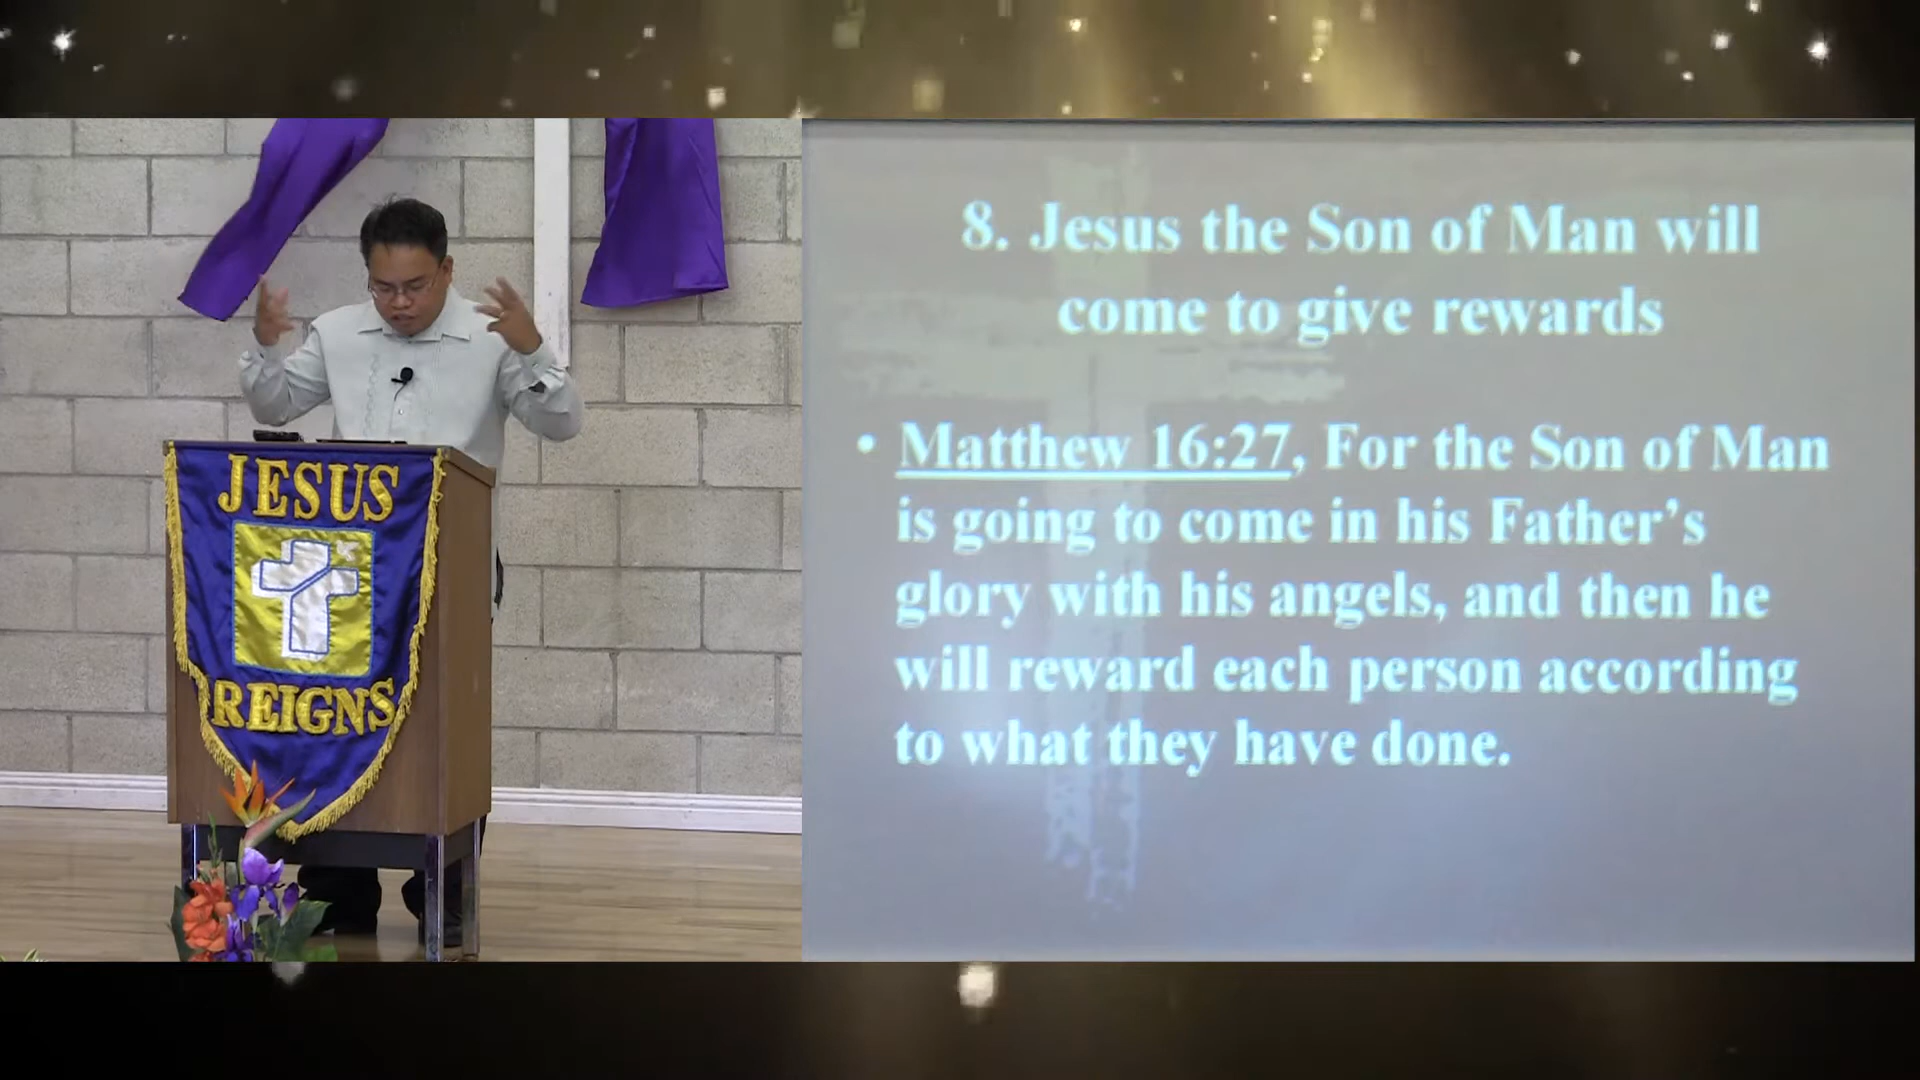 JESUS
REIGNS
8. Jesus the Son of Man will
come to give rewards
• Matthew 16:27, For the Son of Man
is going to come in his Father’s
glory with his angels, and then he
will reward each person according
to what they have done.